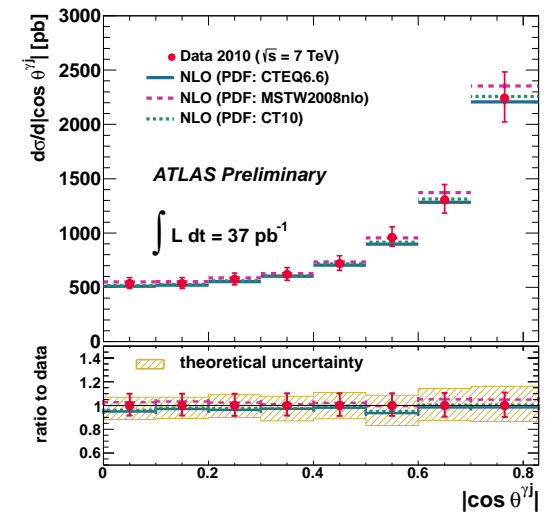 dσ/d|cos θ^γj| [pb]
3000
2500
2000
1500
1000
500
0
Data 2010 (√s = 7 TeV)
NLO (PDF: CTEQ6.6)
NLO (PDF: MSTW2008nlo)
NLO (PDF: CT10)
ATLAS Preliminary
∫ L dt = 37 pb⁻¹
ratio to data
1.4
1.2
1
0.8
0.6
theoretical uncertainty
0 0.2 0.4 0.6 0.8
|cos θ^γj|